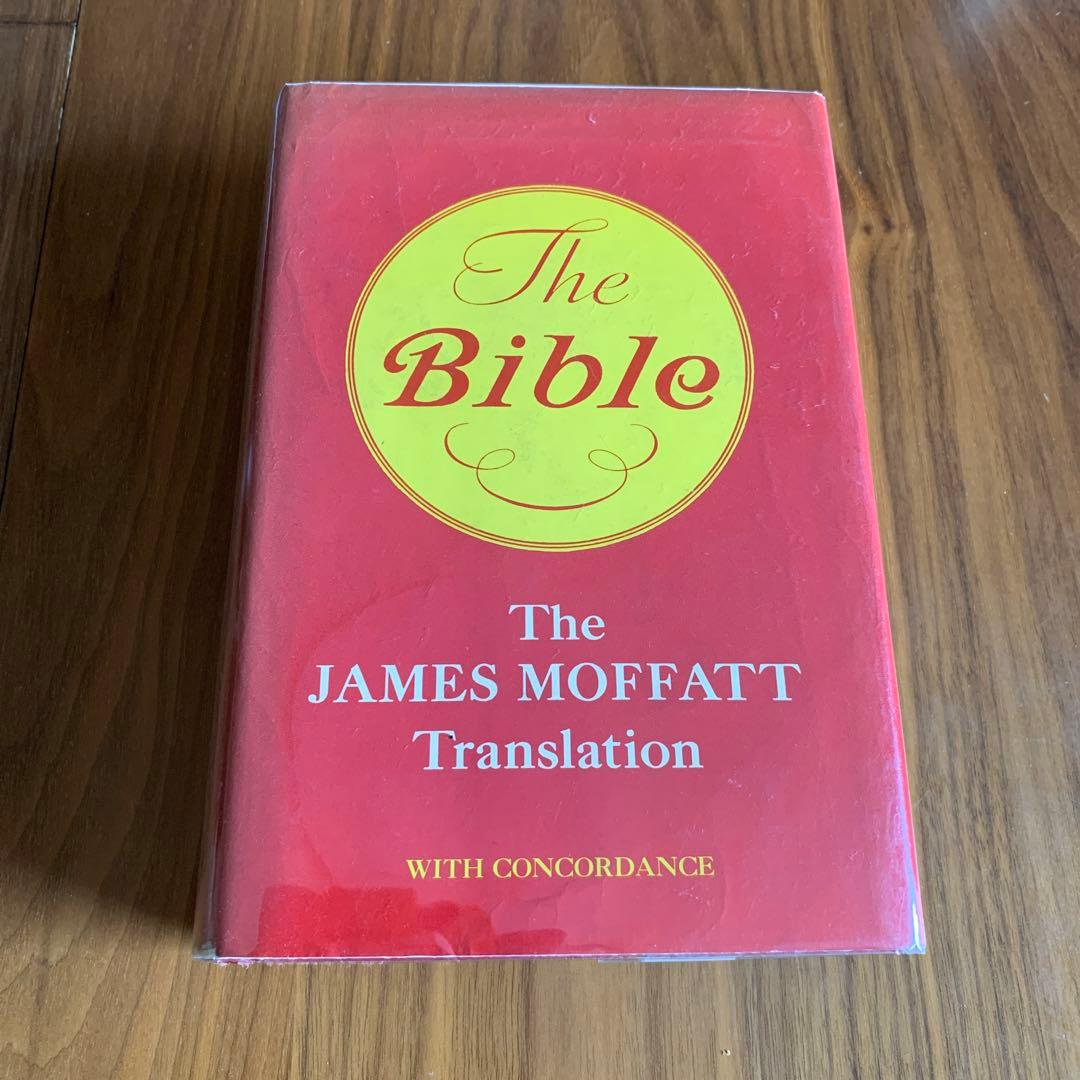 The
Bible
The
JAMES MOFFATT
Translation
WITH CONCORDANCE